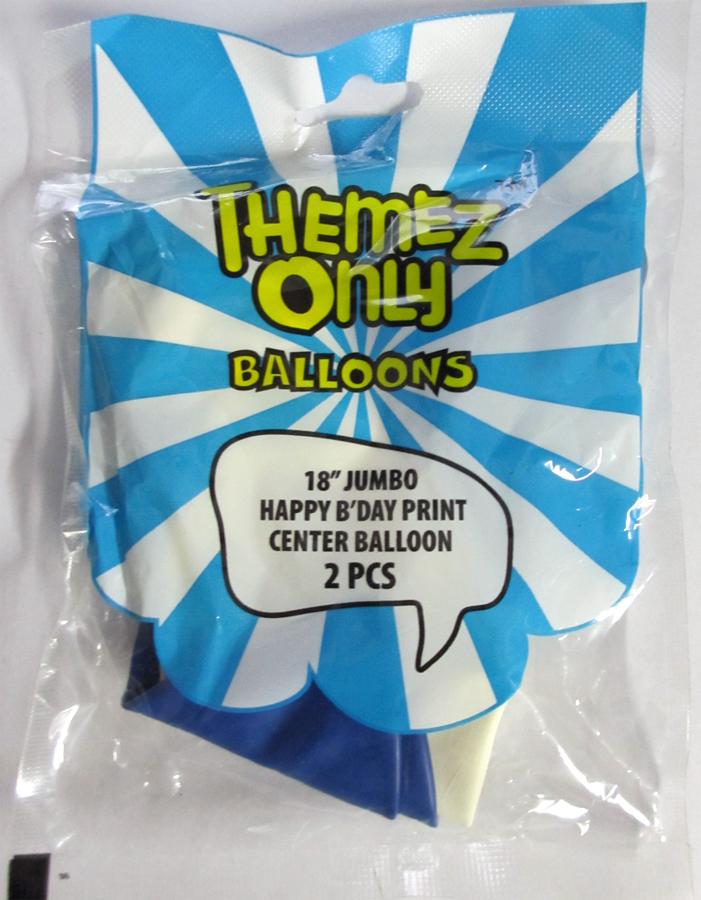 THEMEZ
ONLY
BALLOONS
18" JUMBO
HAPPY B'DAY PRINT
CENTER BALLOON
2 PCS